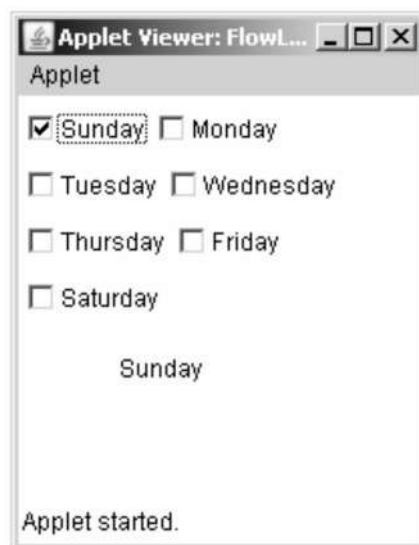 Applet Viewer: FlowL...
Applet
Sunday Monday
Tuesday Wednesday
Thursday Friday
Saturday
Sunday
Applet started.